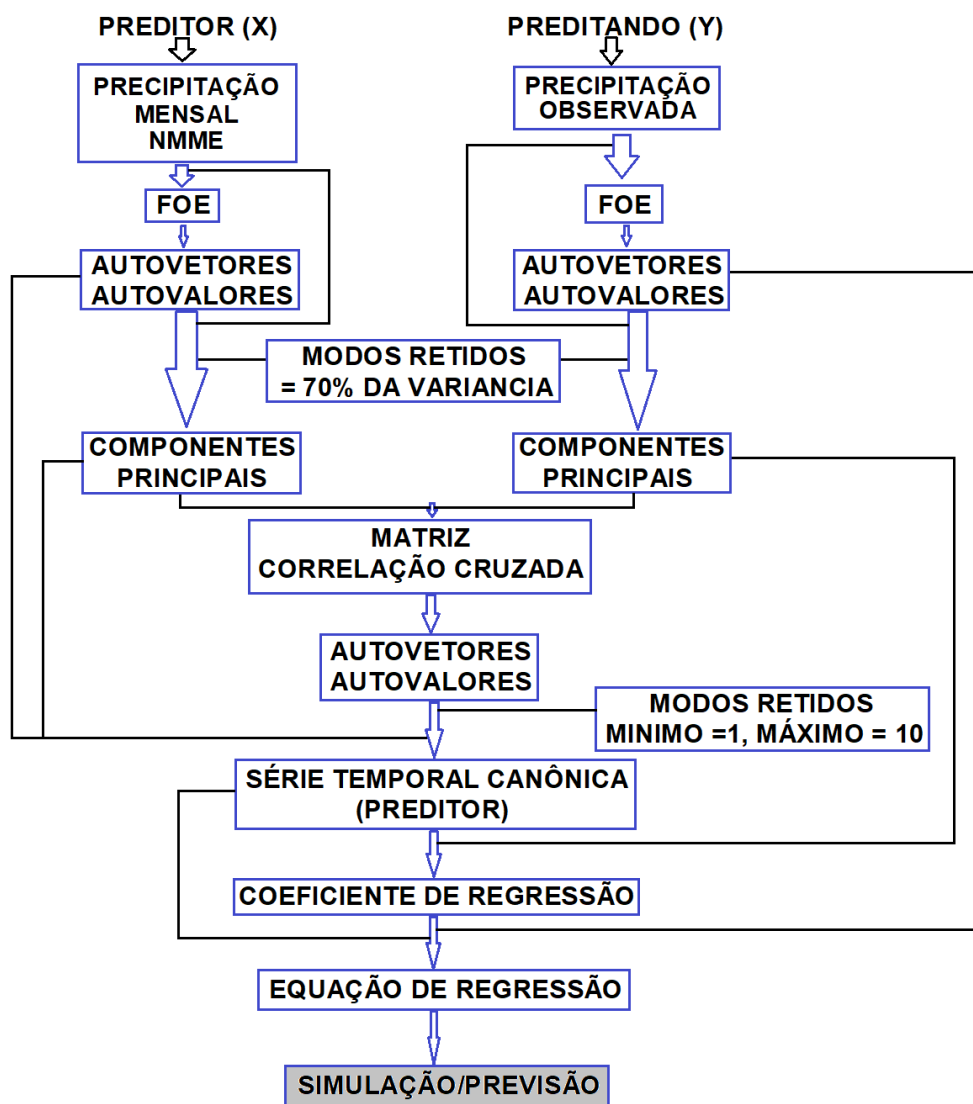 PREDITOR (X)
PREDITANDO (Y)
PRECIPITAÇÃO
MENSAL
NMME
PRECIPITAÇÃO
OBSERVADA
FOE
FOE
AUTOVETORES
AUTOVALORES
AUTOVETORES
AUTOVALORES
MODOS RETIDOS
= 70% DA VARIANCIA
COMPONENTES
PRINCIPAIS
COMPONENTES
PRINCIPAIS
MATRIZ
CORRELAÇÃO CRUZADA
AUTOVETORES
AUTOVALORES
MODOS RETIDOS
MINIMO =1, MÁXIMO = 10
SÉRIE TEMPORAL CANÔNICA
(PREDITOR)
COEFICIENTE DE REGRESSÃO
EQUAÇÃO DE REGRESSÃO
SIMULAÇÃO/PREVISÃO